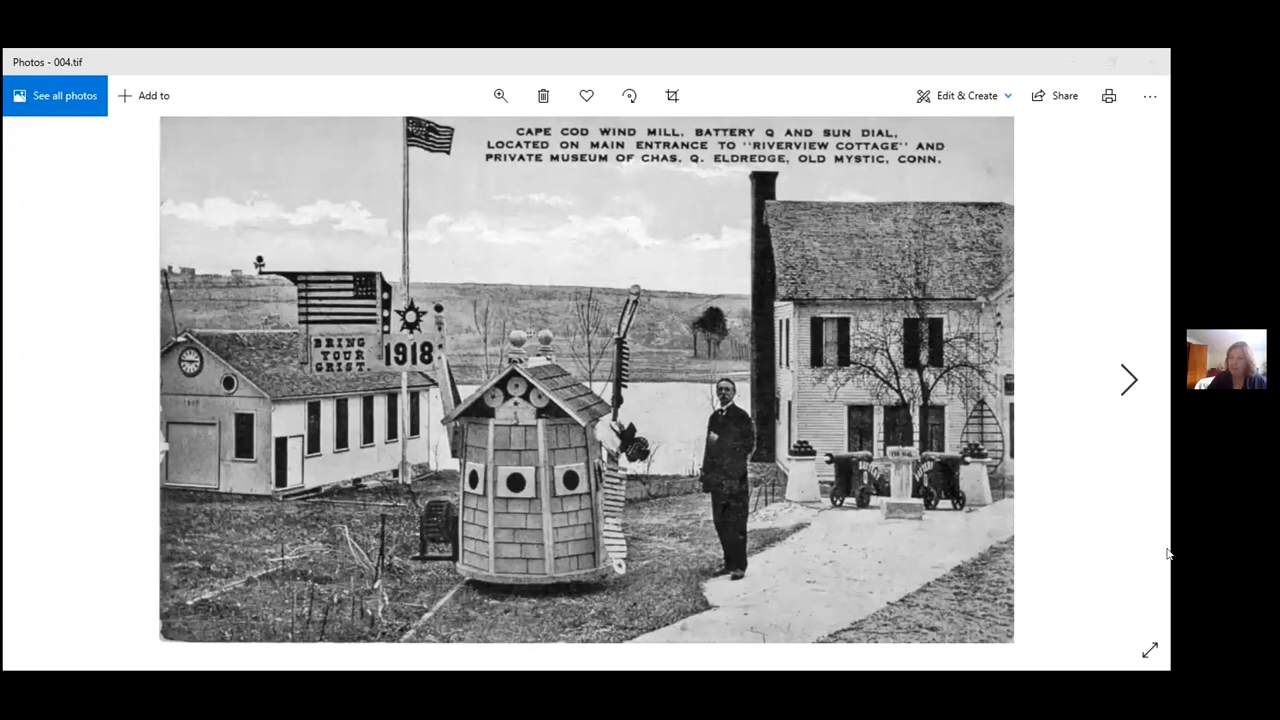 Photos - 004.tif
See all photos
Add to
Edit & Create
Share
CAPE COD WIND MILL, BATTERY Q AND SUN DIAL,
LOCATED ON MAIN ENTRANCE TO "RIVERVIEW COTTAGE" AND
PRIVATE MUSEUM OF CHAS. Q. ELDREDGE, OLD MYSTIC, CONN.
BRING
YOUR
GRIST.
1918